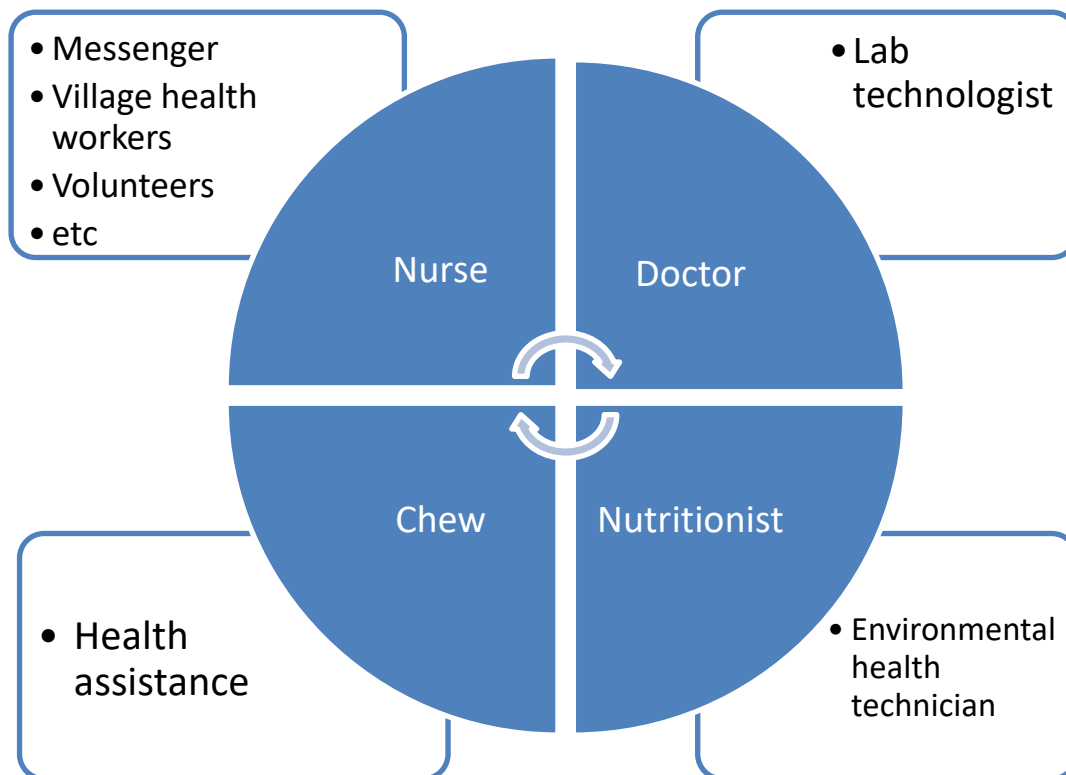 • Messenger
• Village health
workers
• Volunteers
• etc
• Lab
technologist
Nurse
Doctor
Chew
Nutritionist
• Health
assistance
• Environmental
health
technician